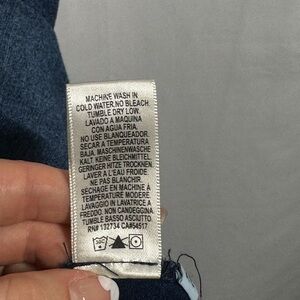 MACHINE WASH IN
COLD WATER, NO BLEACH.
TUMBLE DRY LOW.
LAVADO A MAQUINA
CON AGUA FRIA.
NO USE BLANQUEADOR.
SECAR A TEMPERATURA
BAJA. MASCHINENWASCHE
KALT. KEINE BLEICHMITTEL.
GERINGER HITZE TROCKNEN.
LAVER A L'EAU FROIDE
NE PAS BLANCHIR.
SECHAGE EN MACHINE A
TEMPERATURE MODERE
LAVAGGIO IN LAVATRICE A
FREDDO. NON CANDEGGINA
TUMBLE BASSO ASCIUTTO.
RN# 132734 CA#54517